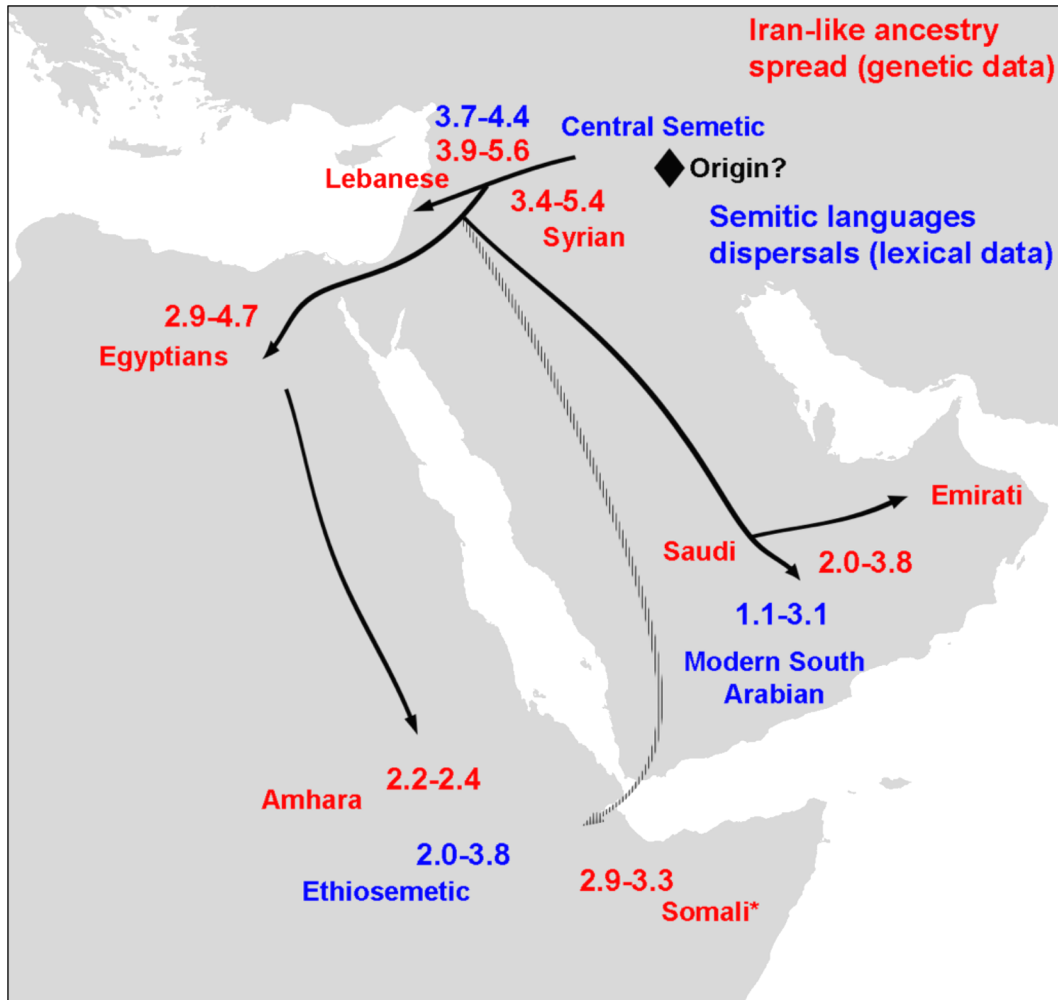 Iran-like ancestry
spread (genetic data)
3.7-4.4
Central Semetic
3.9-5.6
Origin?
Lebanese
3.4-5.4
Syrian
Semitic languages
dispersals (lexical data)
2.9-4.7
Egyptians
Emirati
Saudi
2.0-3.8
1.1-3.1
Modern South
Arabian
2.2-2.4
Amhara
2.0-3.8
Ethiosemetic
2.9-3.3
Somali*